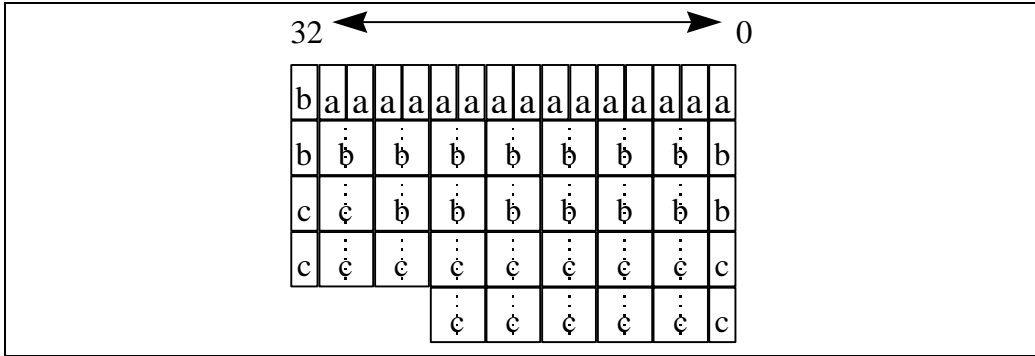 32 0
b a a a a a a a a a a a a a a a
b b b b b b b b b
c c b b b b b b b
c c c c c c c c c
c c c c c c